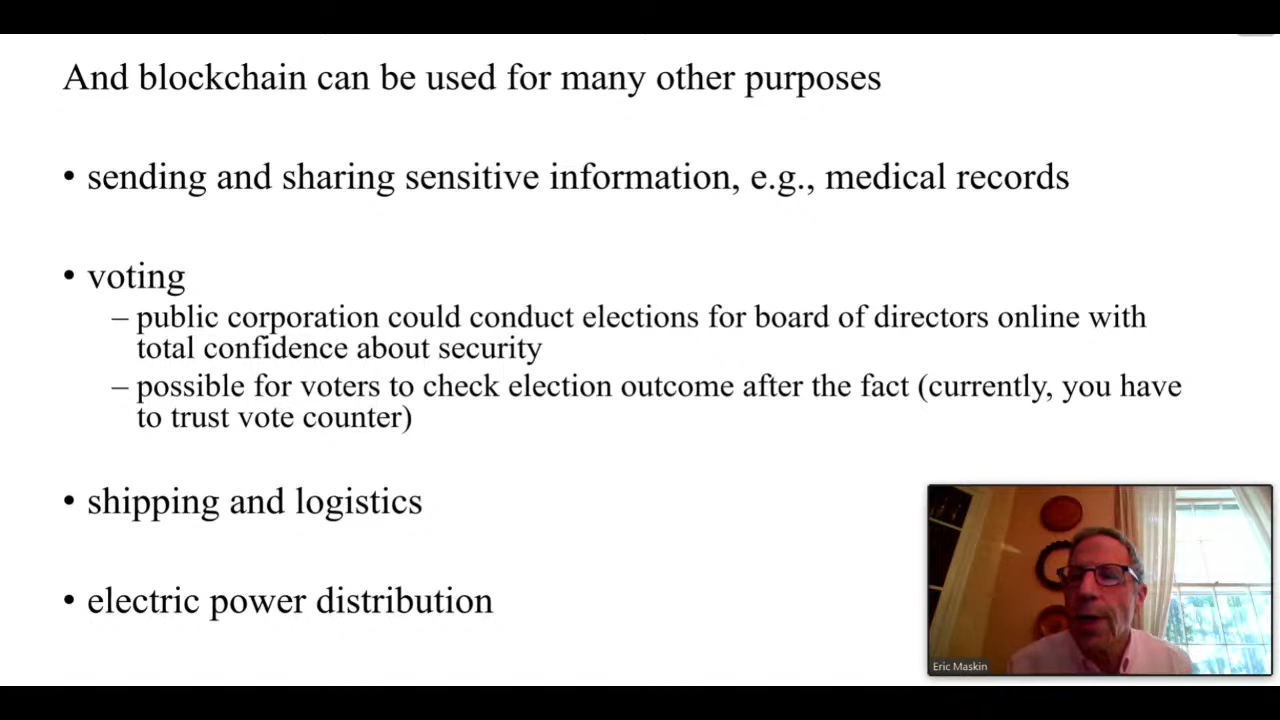 And blockchain can be used for many other purposes
• sending and sharing sensitive information, e.g., medical records
• voting
– public corporation could conduct elections for board of directors online with
total confidence about security
– possible for voters to check election outcome after the fact (currently, you have
to trust vote counter)
• shipping and logistics
• electric power distribution
Eric Maskin